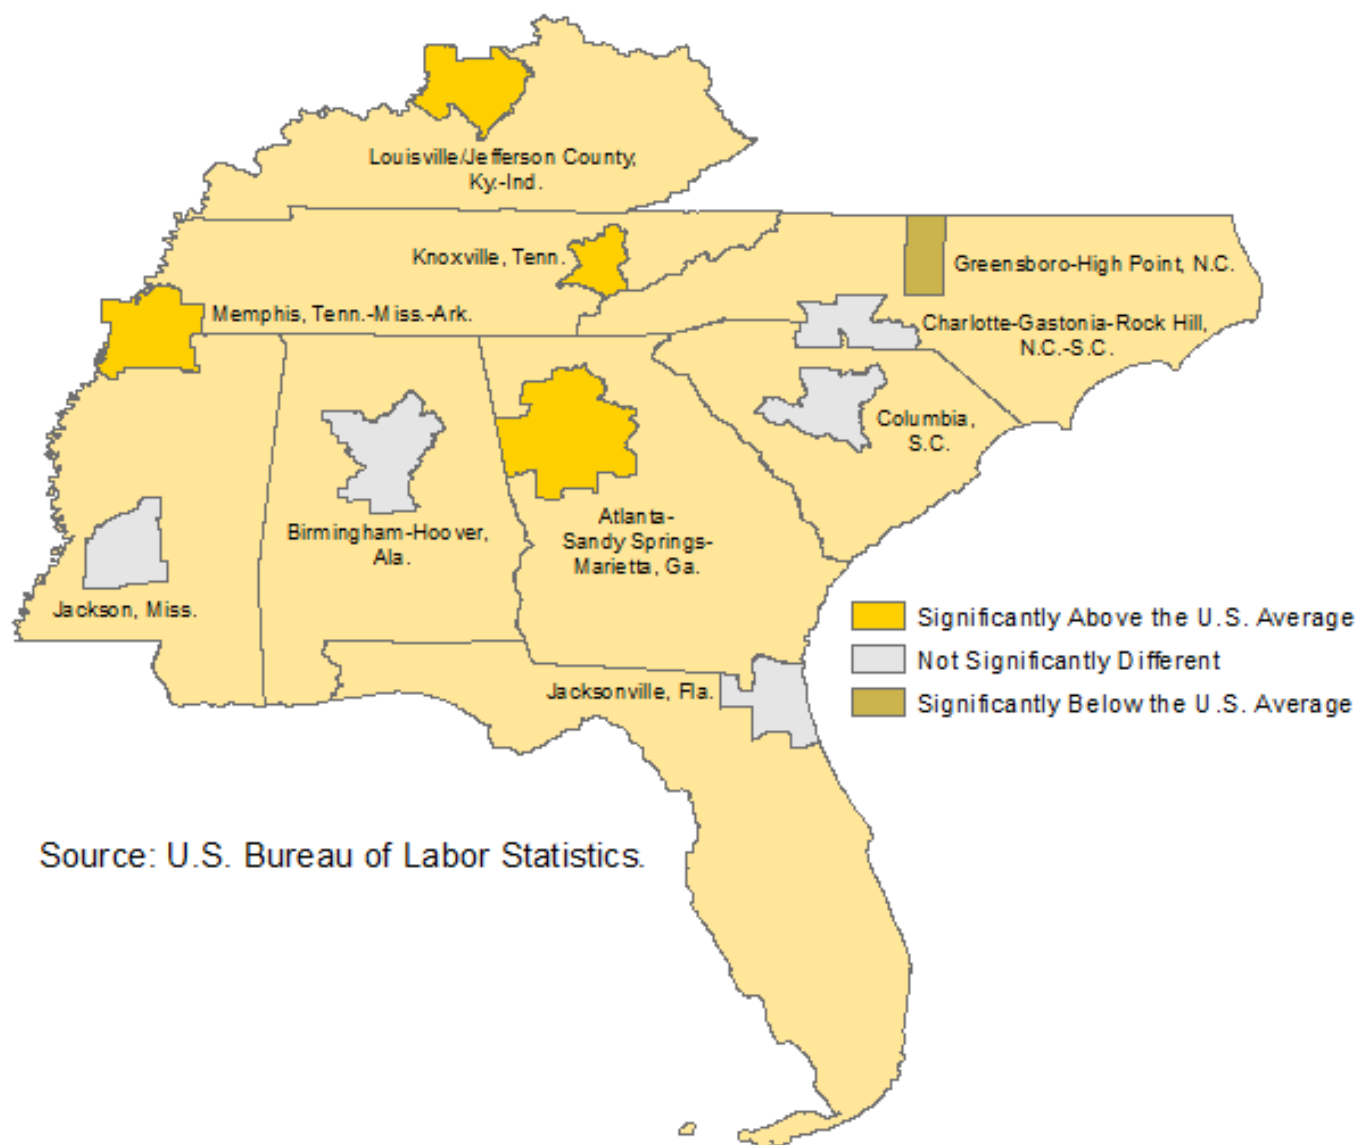 Louisville/Jefferson County,
Ky.-Ind.
Knoxville, Tenn.
Greensboro-High Point, N.C.
Memphis, Tenn.-Miss.-Ark.
Charlotte-Gastonia-Rock Hill,
N.C.-S.C.
Columbia,
S.C.
Birmingham-Hoover,
Ala.
Atlanta-
Sandy Springs-
Marietta, Ga.
Jackson, Miss.
Jacksonville, Fla.
Significantly Above the U.S. Average
Not Significantly Different
Significantly Below the U.S. Average
Source: U.S. Bureau of Labor Statistics.